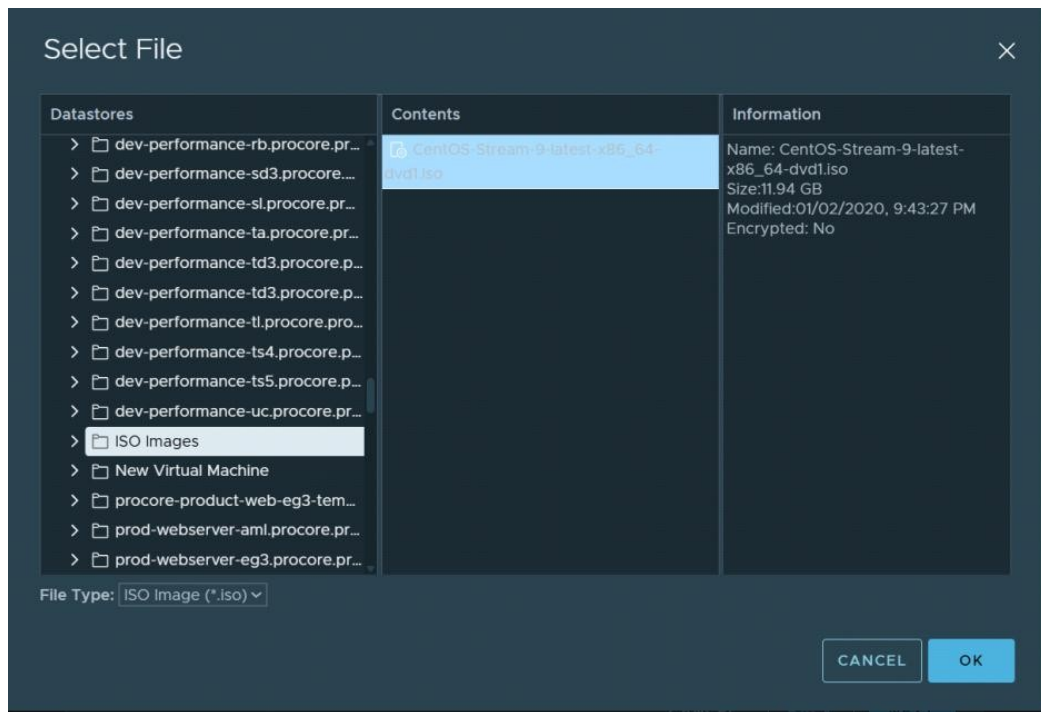 Select File
Datastores
Contents
Information
dev-performance-rb.procore.pr...
dev-performance-sd3.procore....
dev-performance-sl.procore.pr...
dev-performance-ta.procore.pr...
dev-performance-td3.procore.p...
dev-performance-td3.procore.p...
dev-performance-tl.procore.pro...
dev-performance-ts4.procore.p...
dev-performance-ts5.procore.p...
dev-performance-uc.procore.pr...
ISO Images
New Virtual Machine
procore-product-web-eg3-tem...
prod-webserver-aml.procore.pr...
prod-webserver-eg3.procore.pr...
CentOS-Stream-9-latest-x86_64-
dvd1.iso
Name: CentOS-Stream-9-latest-
x86_64-dvd1.iso
Size:11.94 GB
Modified:01/02/2020, 9:43:27 PM
Encrypted: No
File Type: ISO Image (*.iso)
CANCEL
OK